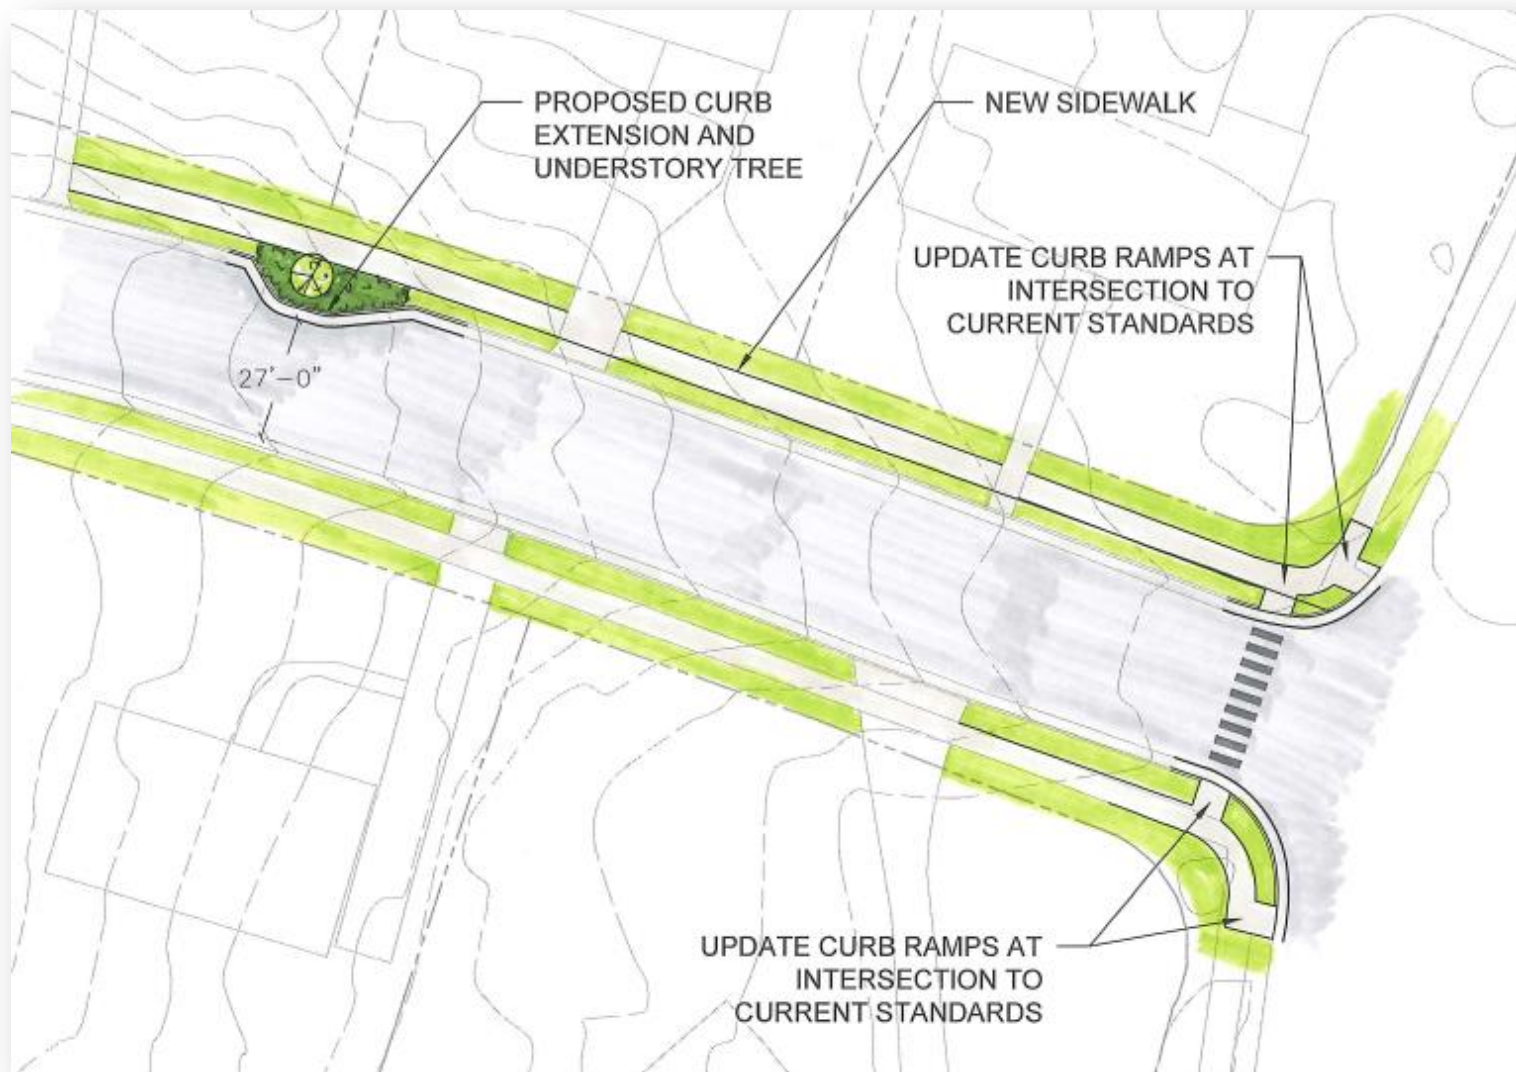 PROPOSED CURB
EXTENSION AND
UNDERSTORY TREE
NEW SIDEWALK
UPDATE CURB RAMPS AT
INTERSECTION TO
CURRENT STANDARDS
27'-0"
UPDATE CURB RAMPS AT
INTERSECTION TO
CURRENT STANDARDS